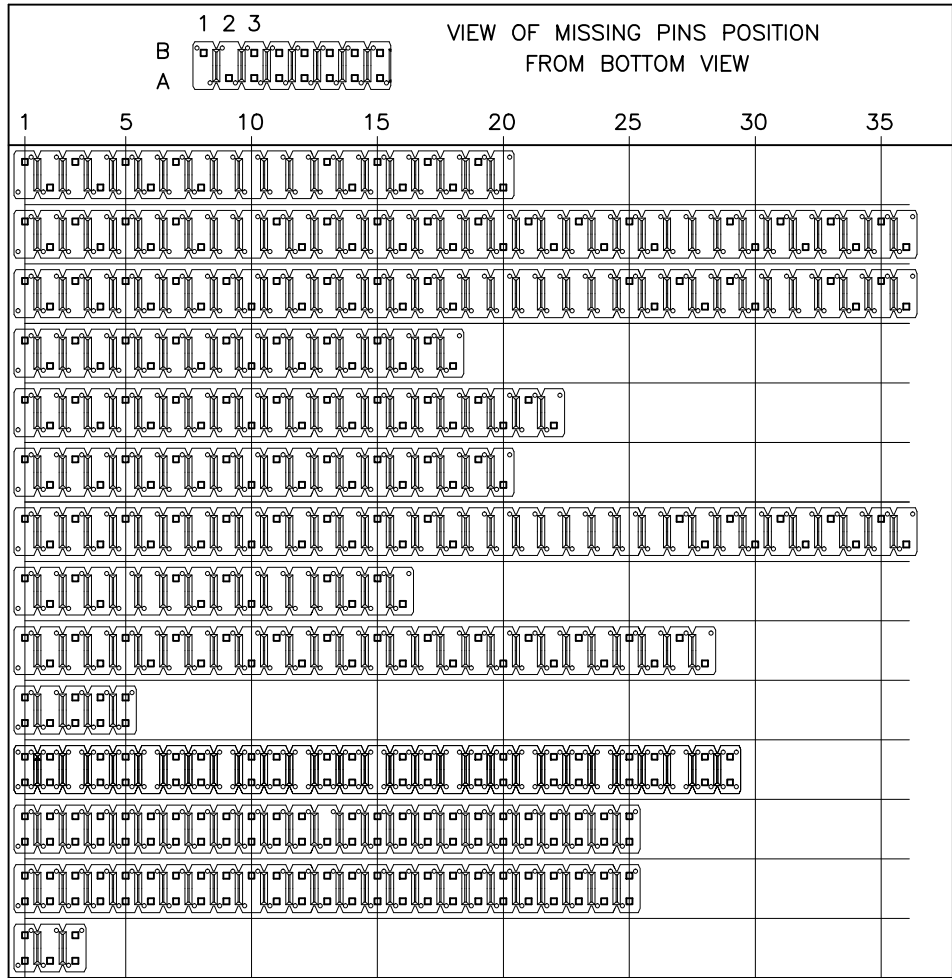 1 2 3
VIEW OF MISSING PINS POSITION
B
FROM BOTTOM VIEW
A
1 5 10 15 20 25 30 35